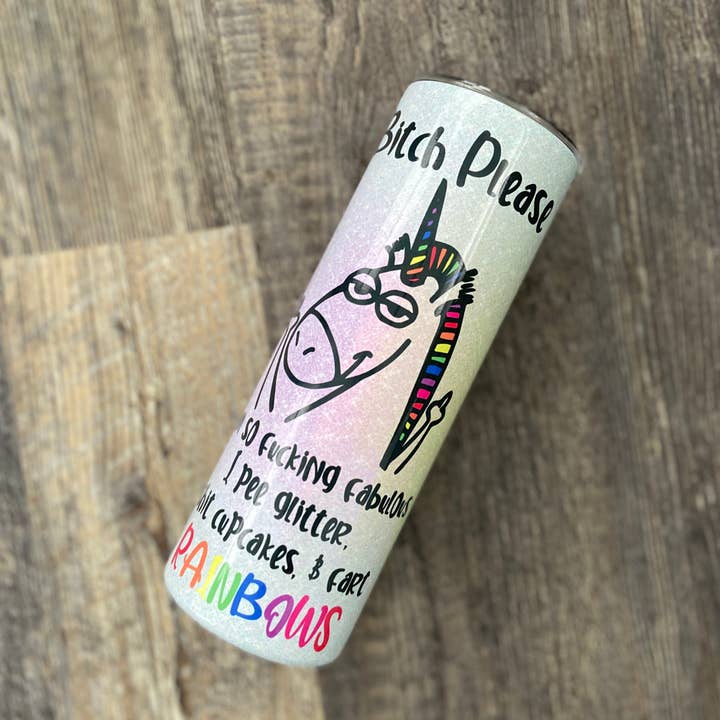 Bitch Please
so fucking fabulous
I pee glitter,
cupcakes, & fart
RAINBOWS